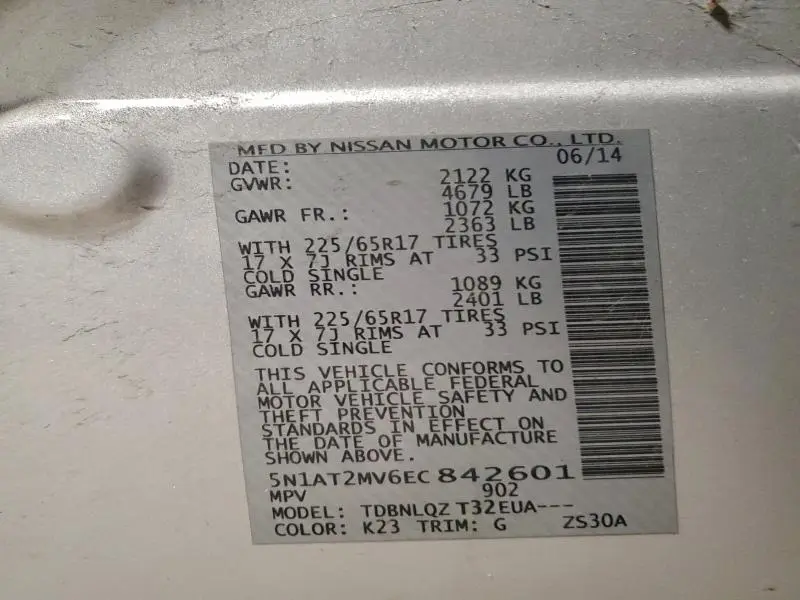 MFD BY NISSAN MOTOR CO., LTD.
DATE: 06/14
GVWR: 2122 KG
4679 LB
GAWR FR.: 1072 KG
2363 LB
WITH 225/65R17 TIRES
17 X 7J RIMS AT 33 PSI
COLD SINGLE
GAWR RR.: 1089 KG
2401 LB
WITH 225/65R17 TIRES
17 X 7J RIMS AT 33 PSI
COLD SINGLE
THIS VEHICLE CONFORMS TO
ALL APPLICABLE FEDERAL
MOTOR VEHICLE SAFETY AND
THEFT PREVENTION
STANDARDS IN EFFECT ON
THE DATE OF MANUFACTURE
SHOWN ABOVE.
5N1AT2MV6EC842601
MPV 902
MODEL: TDBNLQZ T32EUA---
COLOR: K23 TRIM: G ZS30A